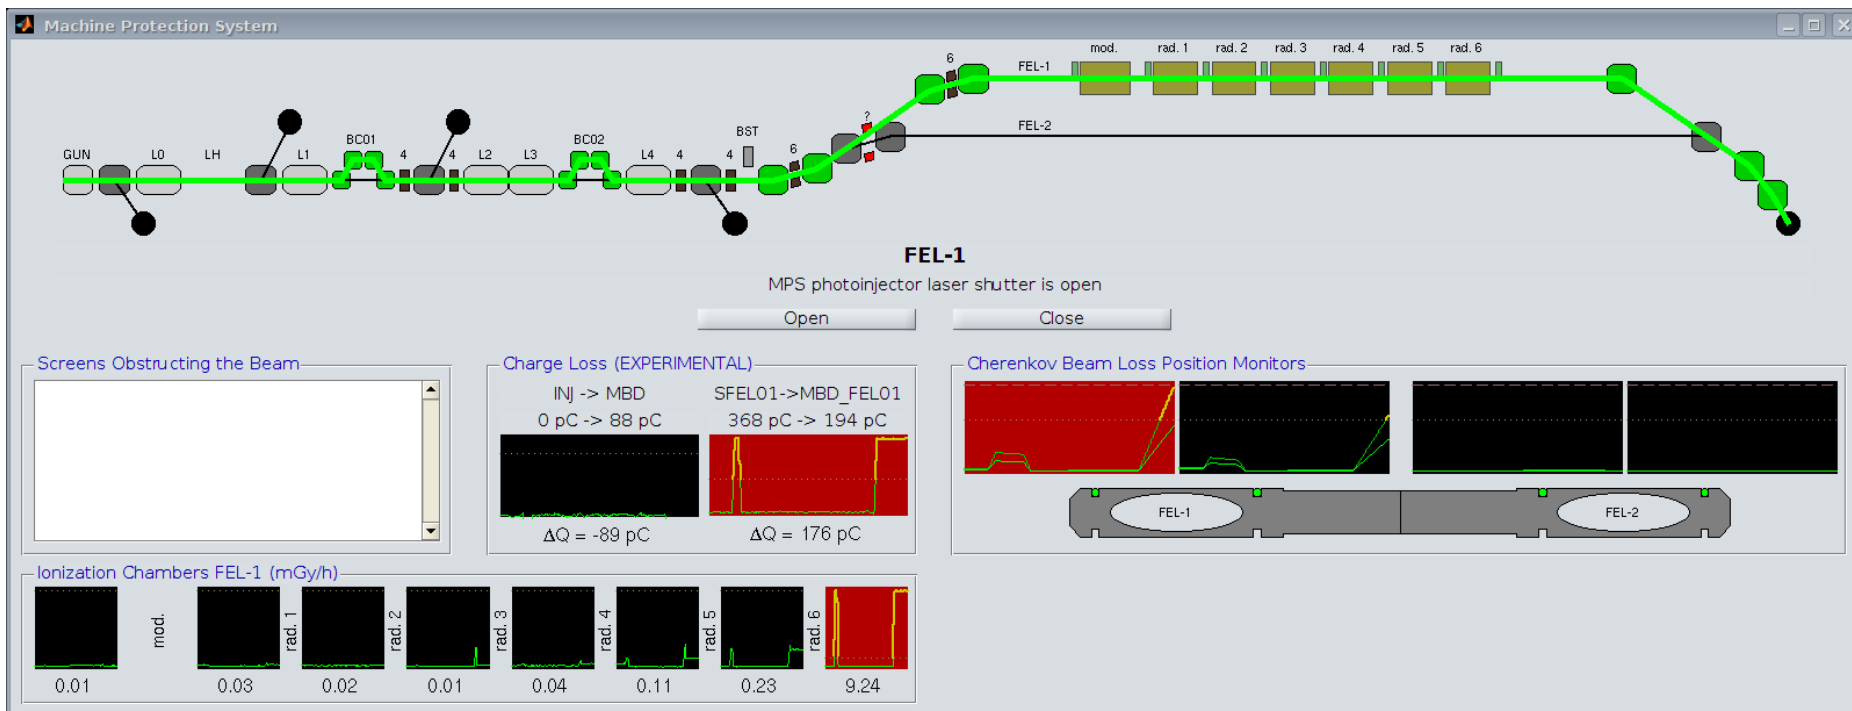 Machine Protection System
mod. rad. 1 rad. 2 rad. 3 rad. 4 rad. 5 rad. 6
6
FEL-1
?
FEL-2
BST
BC01 BC02
GUN L0 LH L1 4 4 L2 L3 L4 4 4 6
FEL-1
MPS photoinjector laser shutter is open
Open Close
Screens Obstructing the Beam
Charge Loss (EXPERIMENTAL)
INJ -> MBD SFEL01->MBD_FEL01
0 pC -> 88 pC 368 pC -> 194 pC
ΔQ = -89 pC ΔQ = 176 pC
Cherenkov Beam Loss Position Monitors
FEL-1 FEL-2
Ionization Chambers FEL-1 (mGy/h)
mod. rad. 1 rad. 2 rad. 3 rad. 4 rad. 5 rad. 6
0.01 0.03 0.02 0.01 0.04 0.11 0.23 9.24